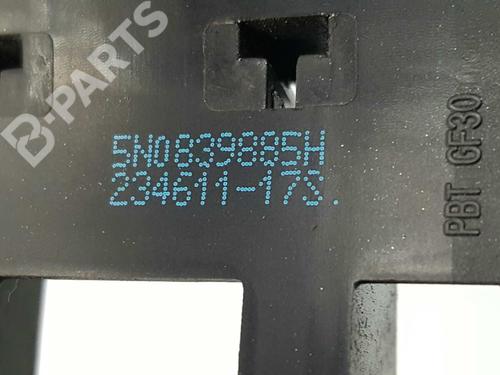 5N0839885H
234611-17S.
PBT GF30
B-PARTS